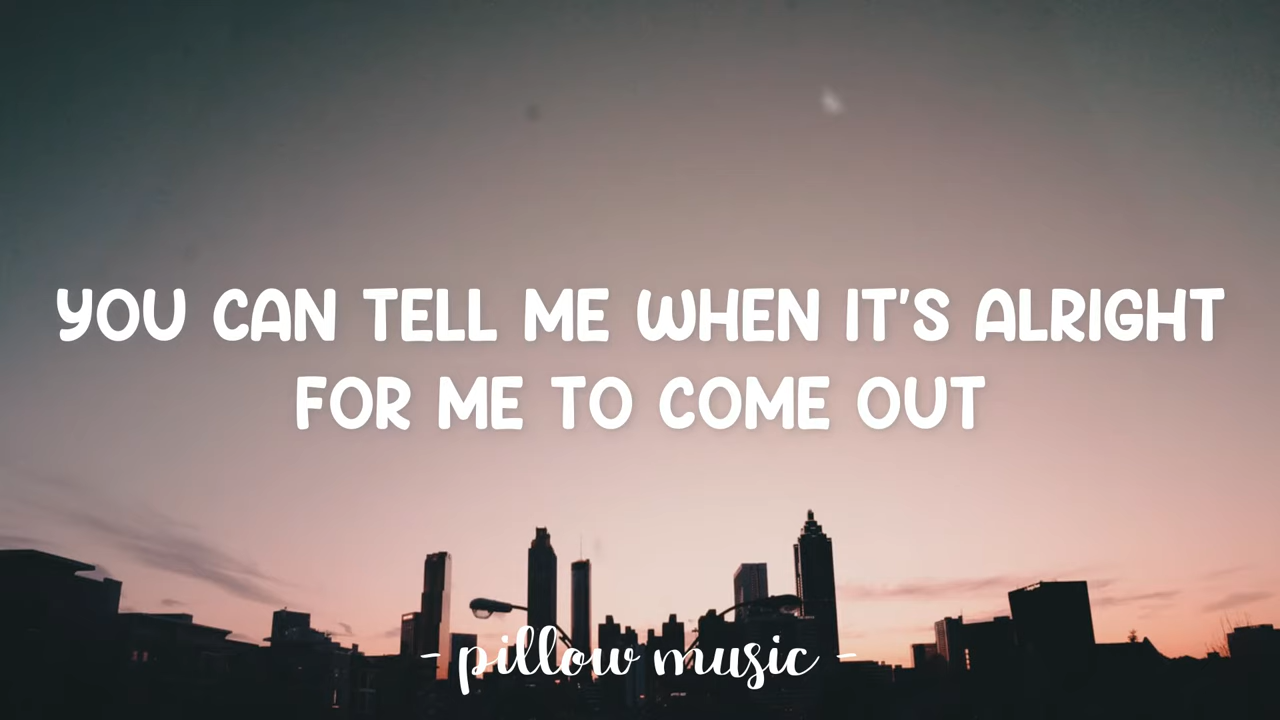 YOU CAN TELL ME WHEN IT'S ALRIGHT
FOR ME TO COME OUT
- pillow music -